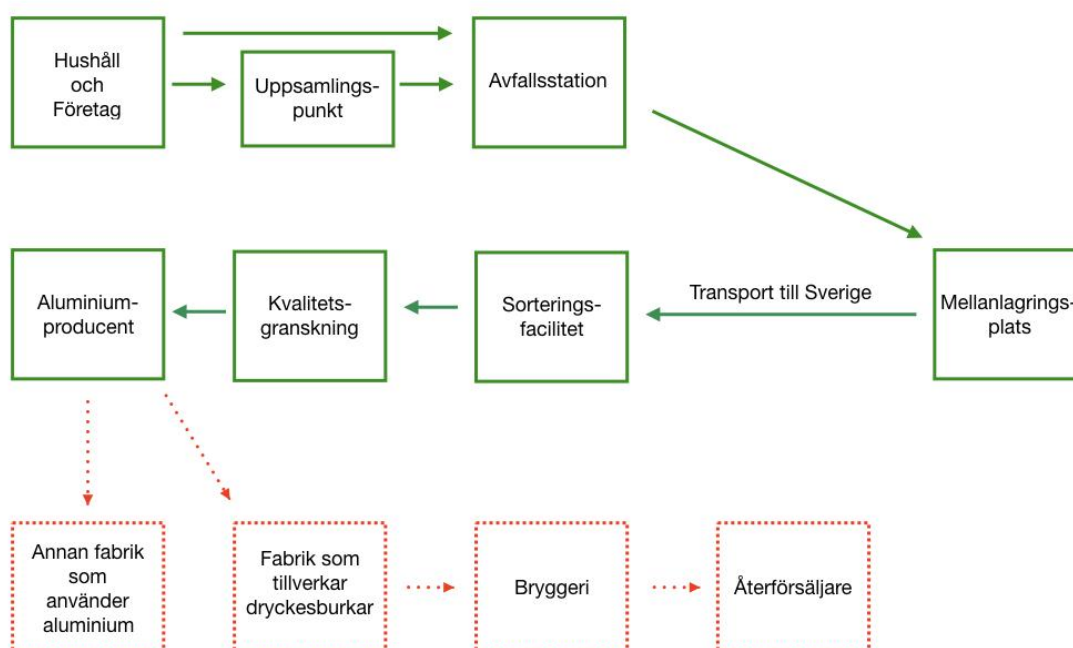 Hushåll
och
Företag
Uppsamlings-
punkt
Avfallsstation
Aluminium-
producent
Kvalitets-
granskning
Sorterings-
facilitet
Transport till Sverige
Mellanlagrings-
plats
Annan fabrik
som
använder
aluminium
Fabrik som
tillverkar
dryckesburkar
Bryggeri
Återförsäljare